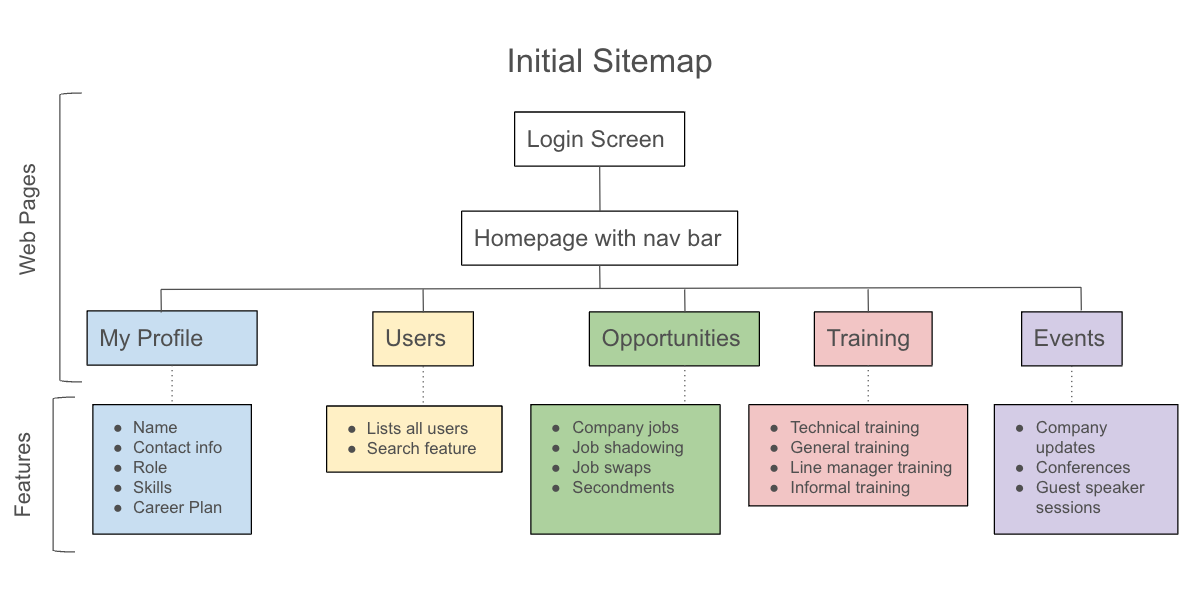 Initial Sitemap
Web Pages
Login Screen
Homepage with nav bar
My Profile
Users
Opportunities
Training
Events
Features
● Name
● Contact info
● Role
● Skills
● Career Plan
● Lists all users
● Search feature
● Company jobs
● Job shadowing
● Job swaps
● Secondments
● Technical training
● General training
● Line manager training
● Informal training
● Company
updates
● Conferences
● Guest speaker
sessions